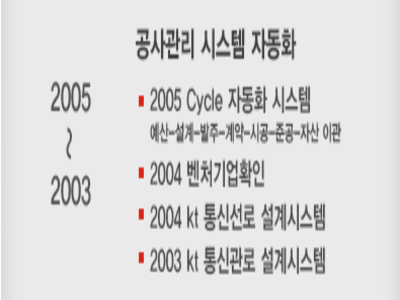 공사관리 시스템 자동화
2005
~
2003
2005 Cycle 자동화 시스템
예산-설계-발주-계약-시공-준공-자산 이관
2004 벤처기업확인
2004 kt 통신선로 설계시스템
2003 kt 통신관로 설계시스템